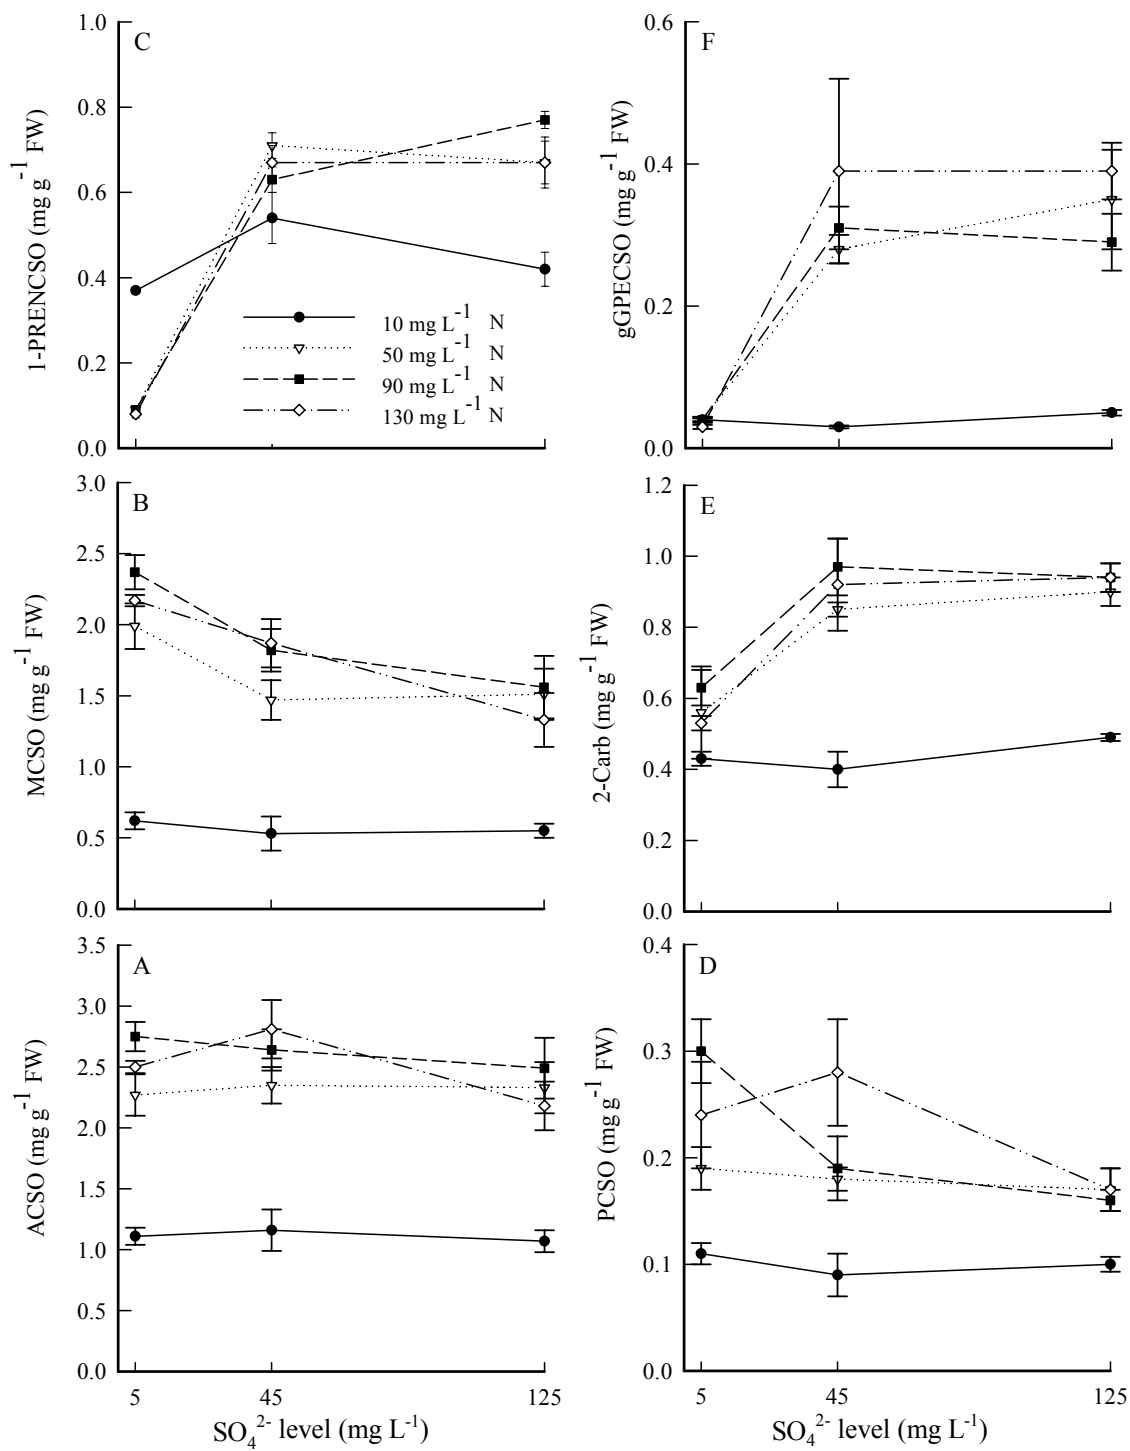 C
1.0
0.8
0.6
0.4
0.2
0.0
1-PRENCSO (mg g⁻¹ FW)
10 mg L⁻¹ N
50 mg L⁻¹ N
90 mg L⁻¹ N
130 mg L⁻¹ N
F
0.6
0.4
0.2
0.0
gGPECSO (mg g⁻¹ FW)
B
3.0
2.5
2.0
1.5
1.0
0.5
0.0
MCSO (mg g⁻¹ FW)
E
1.2
1.0
0.8
0.6
0.4
0.2
0.0
2-Carb (mg g⁻¹ FW)
A
3.5
3.0
2.5
2.0
1.5
1.0
0.5
0.0
ACSO (mg g⁻¹ FW)
5 45 125
SO₄²⁻ level (mg L⁻¹)
D
0.4
0.3
0.2
0.1
0.0
PCSO (mg g⁻¹ FW)
5 45 125
SO₄²⁻ level (mg L⁻¹)